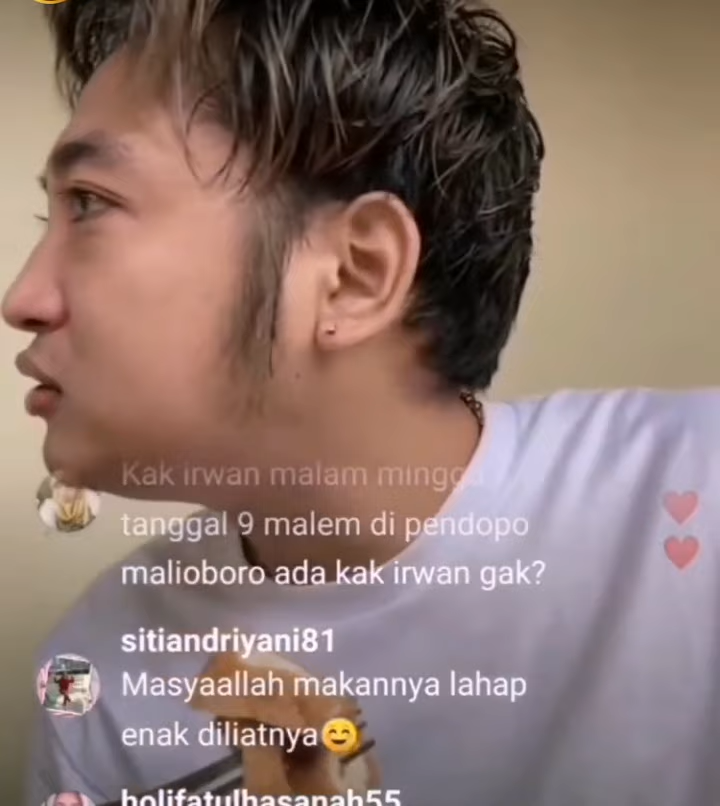 Kak irwan malam minggu
tanggal 9 malem di pendopo
malioboro ada kak irwan gak?
sitiandriyani81
Masyaallah makannya lahap
enak diliatnya😊
holifatulhasanah55